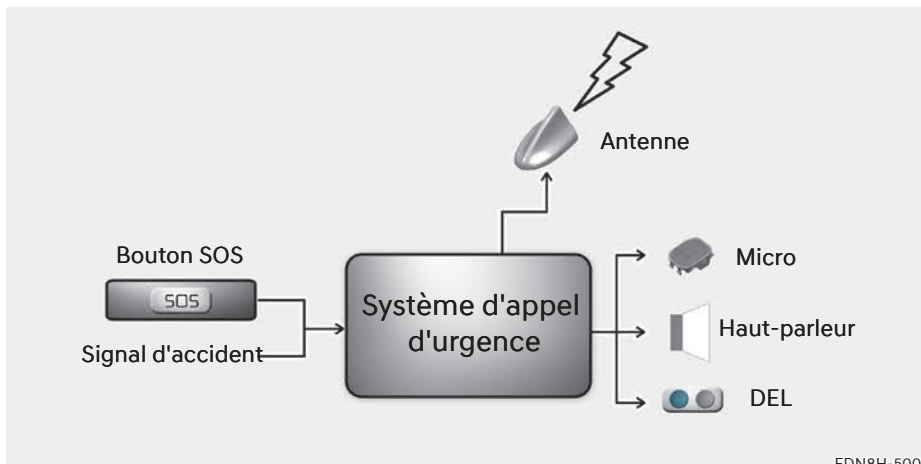 Antenne
Bouton SOS
SOS
Signal d'accident
Système d'appel
d'urgence
Micro
Haut-parleur
DEL